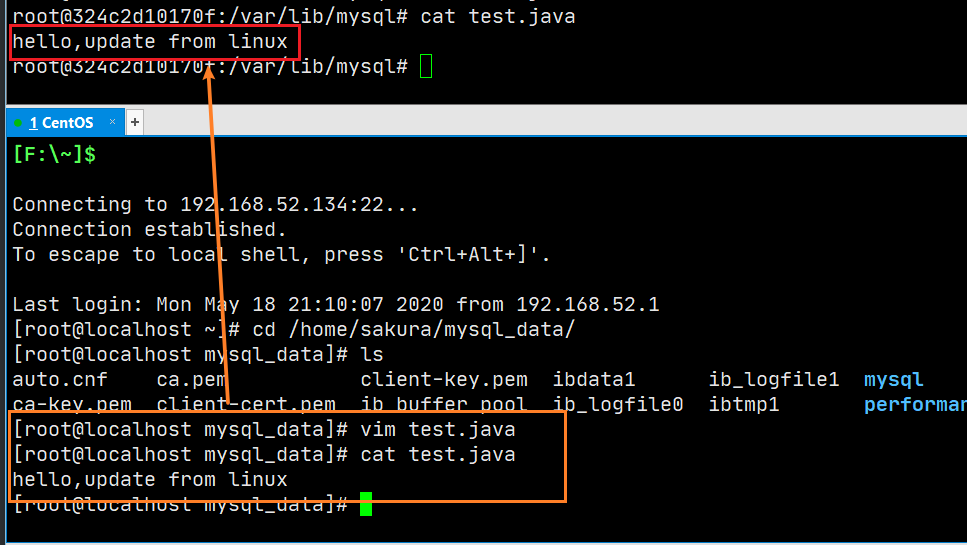 root@324c2d10170f:/var/lib/mysql# cat test.java
hello,update from linux
root@324c2d10170f:/var/lib/mysql#
1 CentOS × +
[F:\~]$
Connecting to 192.168.52.134:22...
Connection established.
To escape to local shell, press 'Ctrl+Alt+]'.
Last login: Mon May 18 21:10:07 2020 from 192.168.52.1
[root@localhost ~]# cd /home/sakura/mysql_data/
[root@localhost mysql_data]# ls
auto.cnf ca.pem client-key.pem ibdata1 ib_logfile1 mysql
ca-key.pem client-cert.pem ib_buffer_pool ib_logfile0 ibtmp1 performan
[root@localhost mysql_data]# vim test.java
[root@localhost mysql_data]# cat test.java
hello,update from linux
[root@localhost mysql_data]#